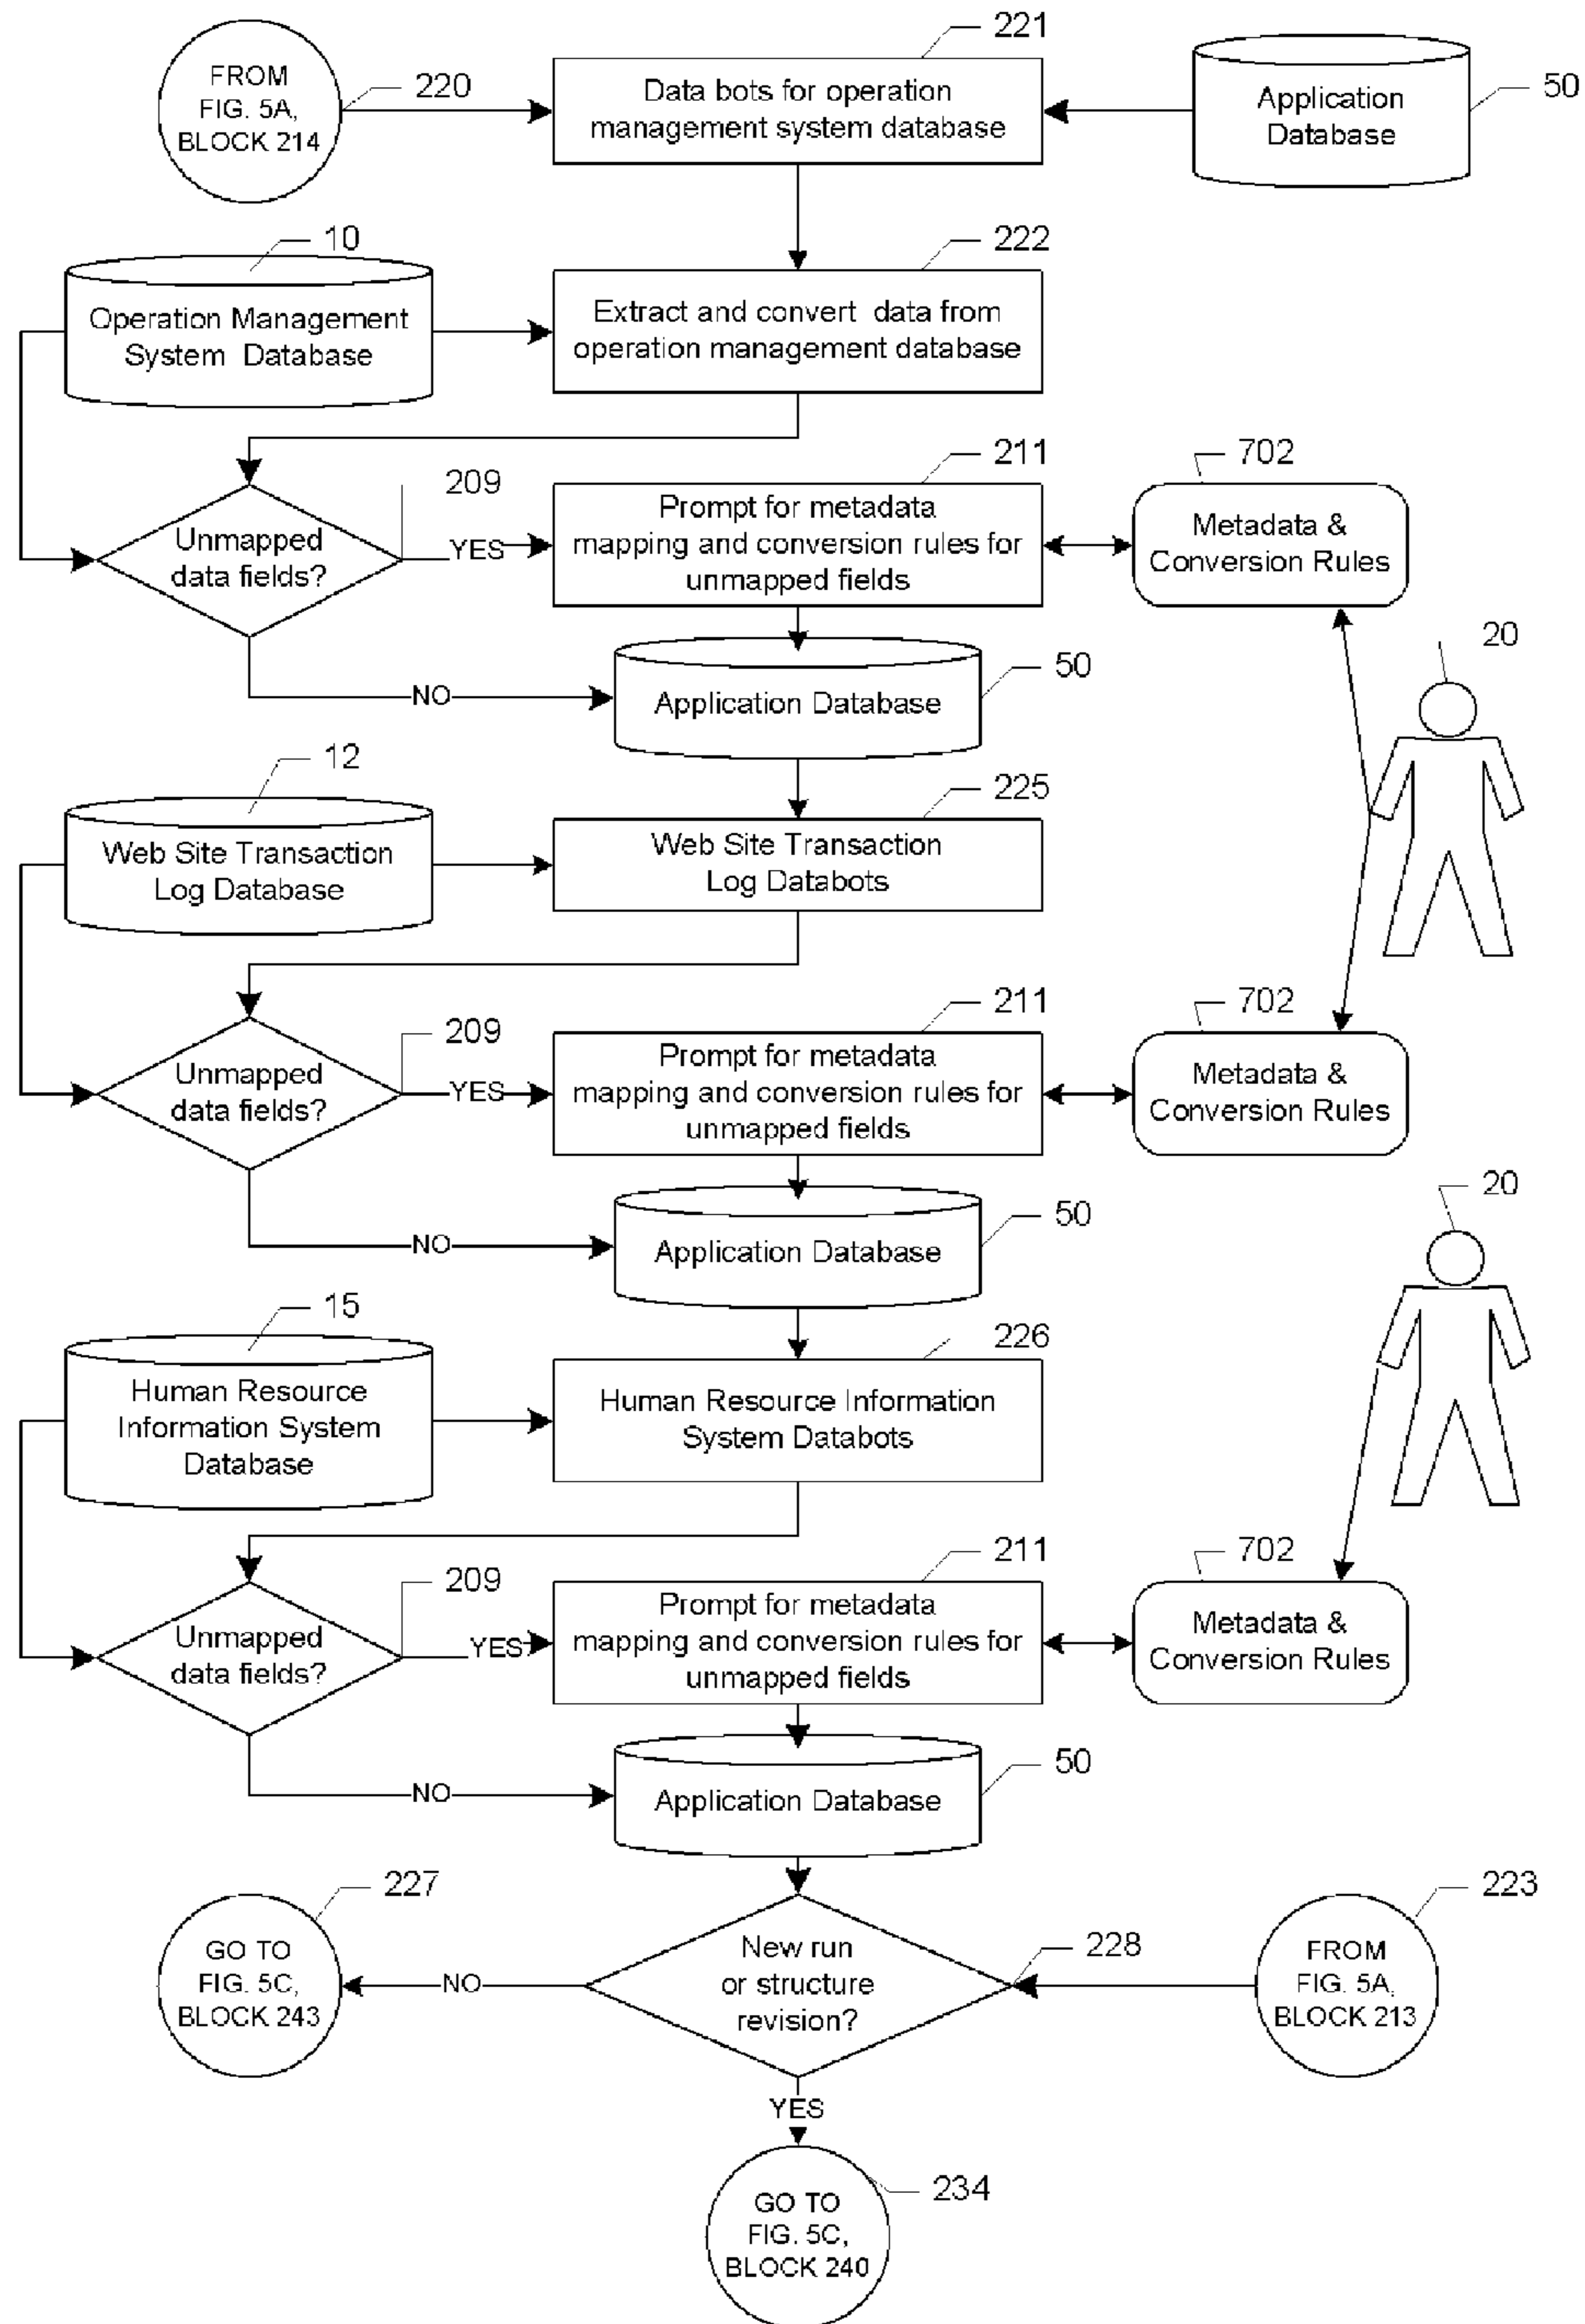 221
FROM
FIG. 5A,
BLOCK 214
220
Data bots for operation
management system database
Application
Database
50
10
222
Operation Management
System Database
Extract and convert data from
operation management database
209
211
702
Unmapped
data fields?
YES
Prompt for metadata
mapping and conversion rules for
unmapped fields
Metadata &
Conversion Rules
20
NO
Application Database
50
12
225
Web Site Transaction
Log Database
Web Site Transaction
Log Databots
209
211
702
Unmapped
data fields?
YES
Prompt for metadata
mapping and conversion rules for
unmapped fields
Metadata &
Conversion Rules
20
NO
Application Database
50
15
226
Human Resource
Information System
Database
Human Resource Information
System Databots
209
211
702
Unmapped
data fields?
YES
Prompt for metadata
mapping and conversion rules for
unmapped fields
Metadata &
Conversion Rules
NO
Application Database
50
227
223
GO TO
FIG. 5C,
BLOCK 243
NO
New run
or structure
revision?
228
FROM
FIG. 5A,
BLOCK 213
YES
234
GO TO
FIG. 5C,
BLOCK 240